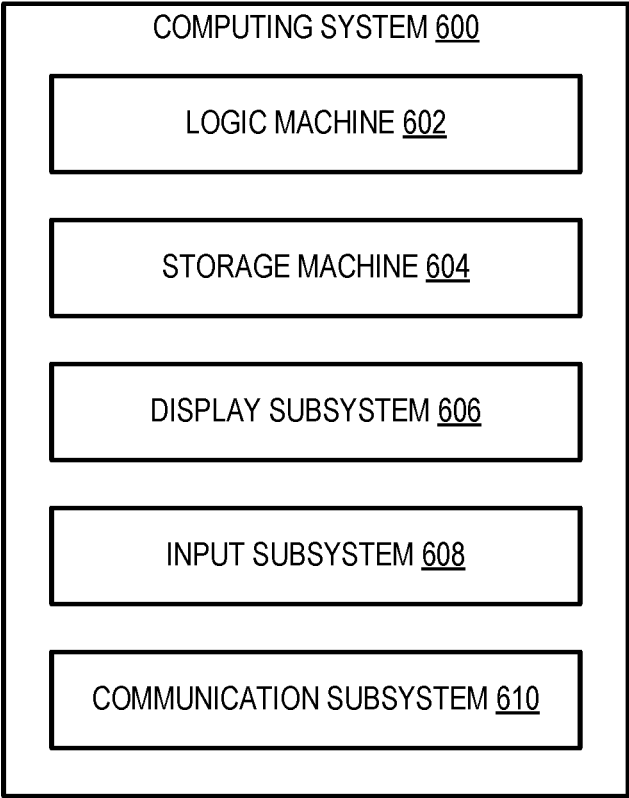 COMPUTING SYSTEM 600
LOGIC MACHINE 602
STORAGE MACHINE 604
DISPLAY SUBSYSTEM 606
INPUT SUBSYSTEM 608
COMMUNICATION SUBSYSTEM 610